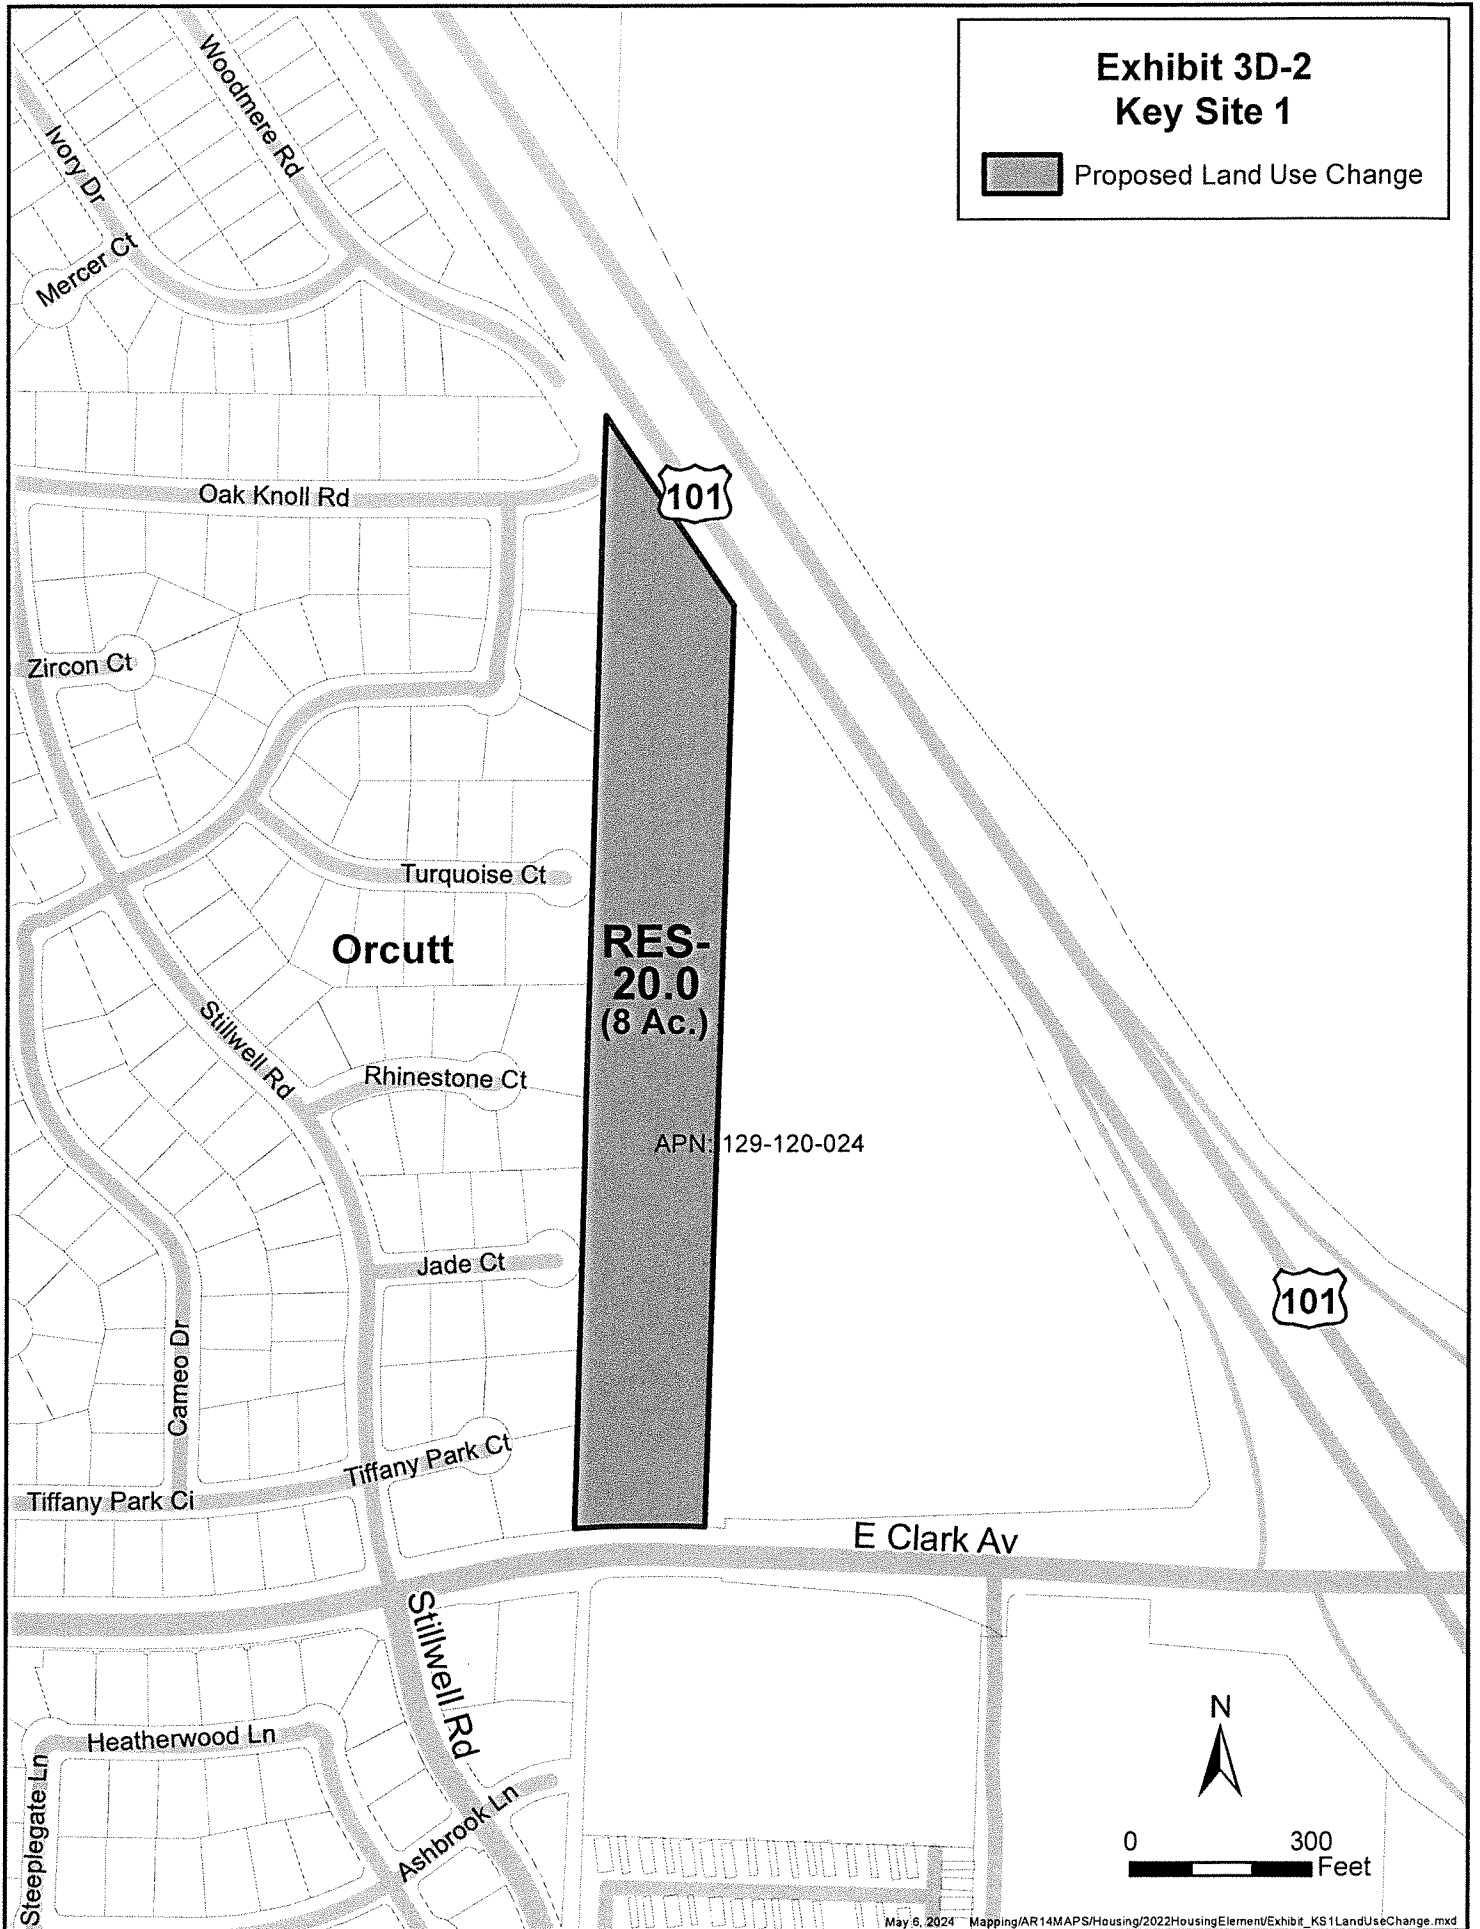 Exhibit 3D-2
Key Site 1
Proposed Land Use Change
Woodmere Rd
Ivory Dr
Mercer Ct
Oak Knoll Rd
101
Zircon Ct
Turquoise Ct
Orcutt
RES-
20.0
(8 Ac.)
Stillwell Rd
Rhinestone Ct
APN: 129-120-024
Jade Ct
101
Cameo Dr
Tiffany Park Ct
Tiffany Park Ci
E Clark Av
Stillwell Rd
Heatherwood Ln
Steeplegate Ln
Ashbrook Ln
N
0 300
Feet
May 6, 2024 Mapping/AR14MAPS/Housing/2022HousingElement/Exhibit_KS1LandUseChange.mxd